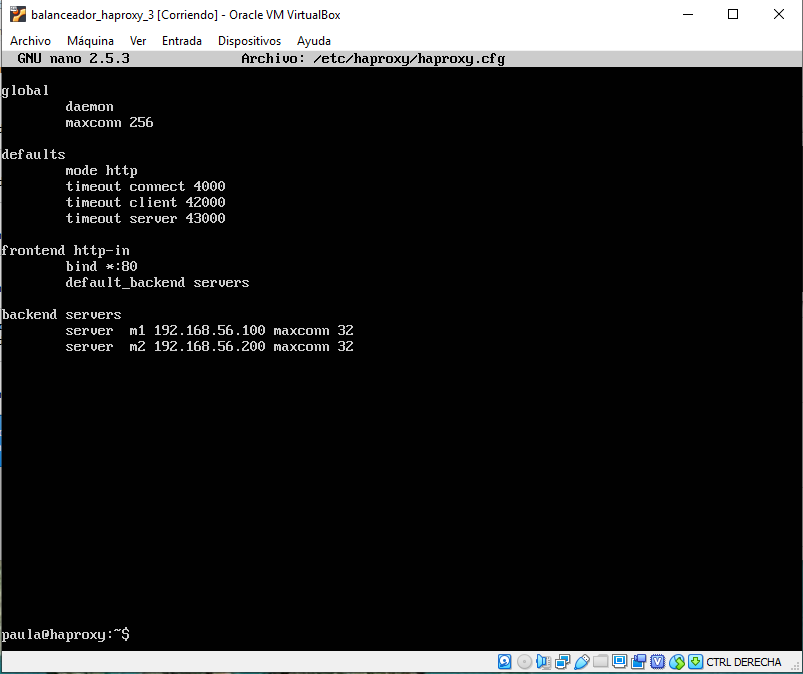 balanceador_haproxy_3 [Corriendo] - Oracle VM VirtualBox
Archivo Máquina Ver Entrada Dispositivos Ayuda
GNU nano 2.5.3 Archivo: /etc/haproxy/haproxy.cfg
global
daemon
maxconn 256
defaults
mode http
timeout connect 4000
timeout client 42000
timeout server 43000
frontend http-in
bind *:80
default_backend servers
backend servers
server  m1 192.168.56.100 maxconn 32
server  m2 192.168.56.200 maxconn 32
paula@haproxy:~$
CTRL DERECHA